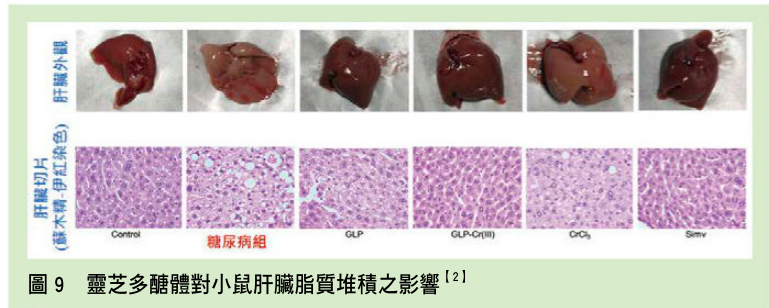 肝臟外觀
肝臟切片
(蘇木精-伊紅染色)
Control
糖尿病組
GLP
GLP-Cr(III)
CrCl₃
Simv
圖 9 靈芝多醣體對小鼠肝臟脂質堆積之影響【2】